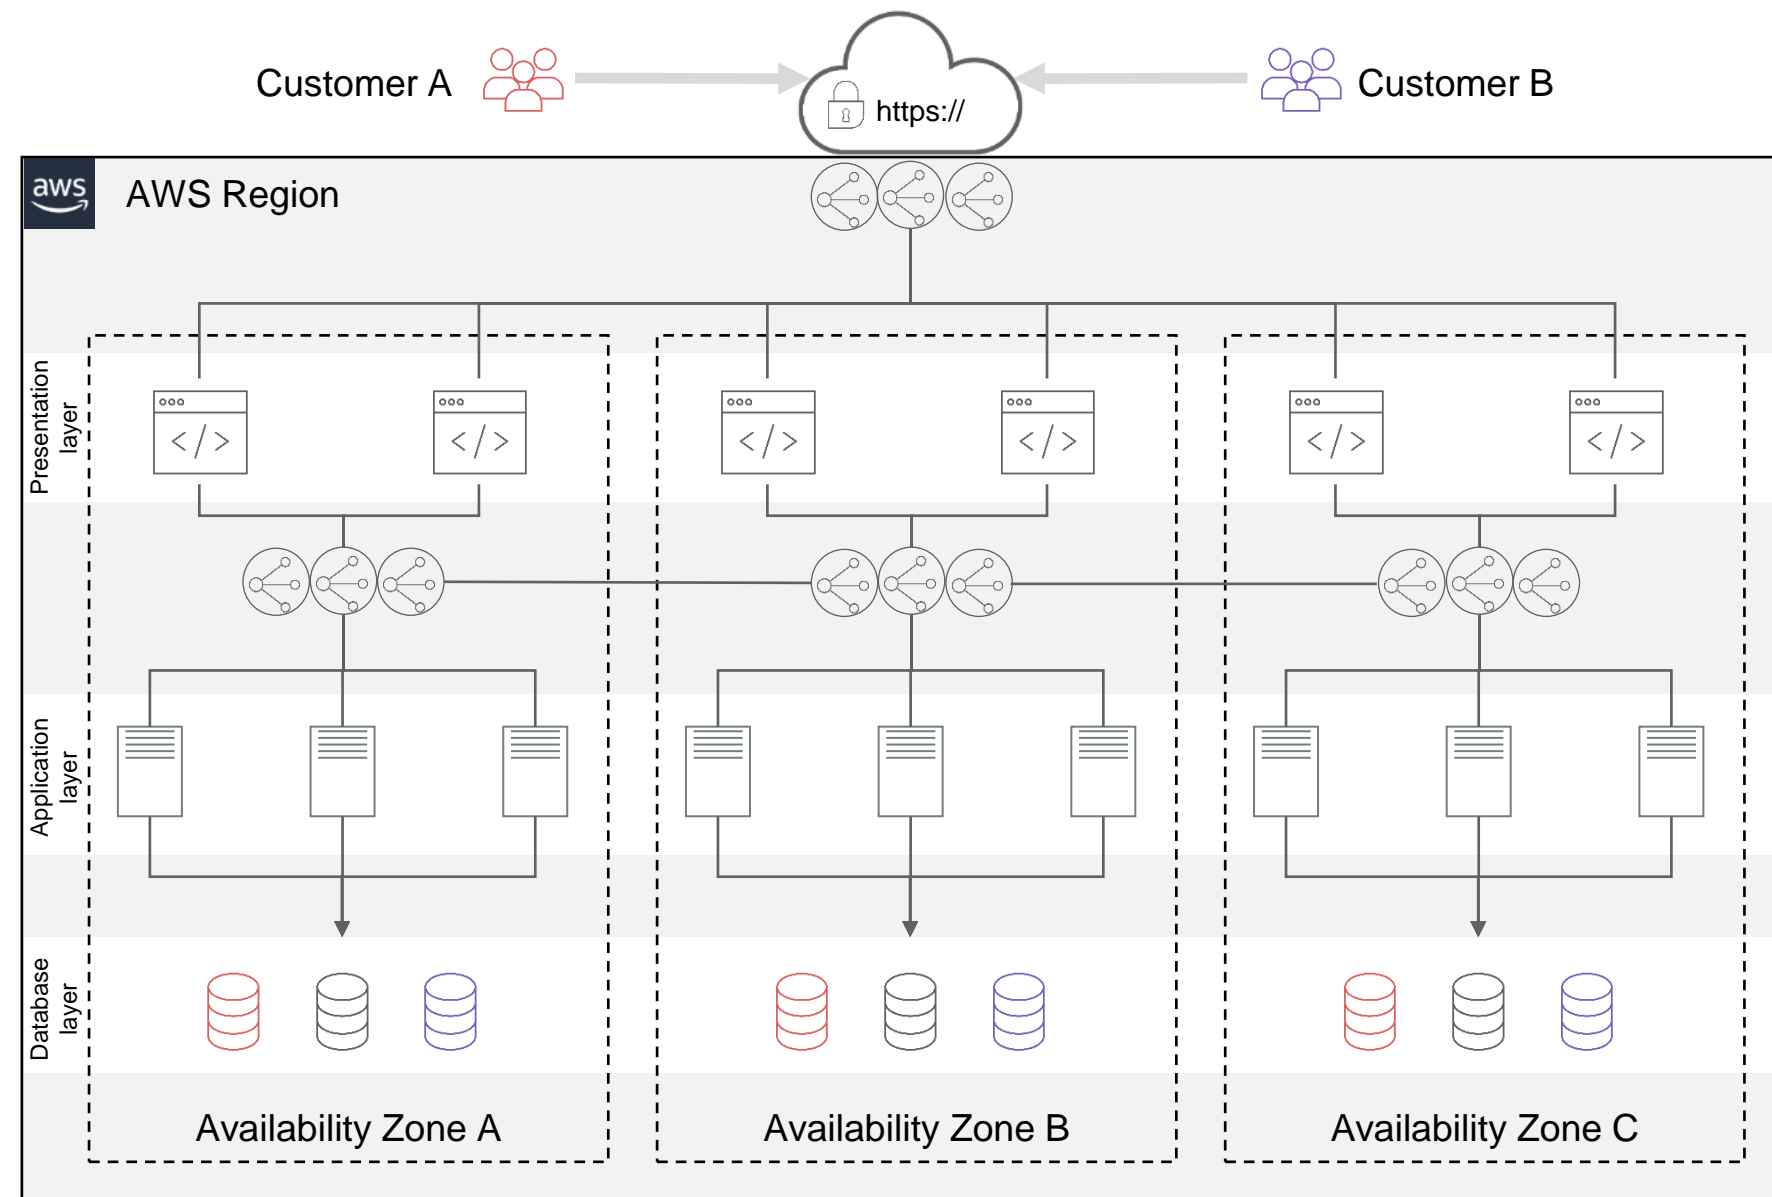 Customer A
https://
Customer B
aws
AWS Region
Presentation
layer
</>
</>
</>
</>
</>
</>
Application
layer
Database
layer
Availability Zone A
Availability Zone B
Availability Zone C